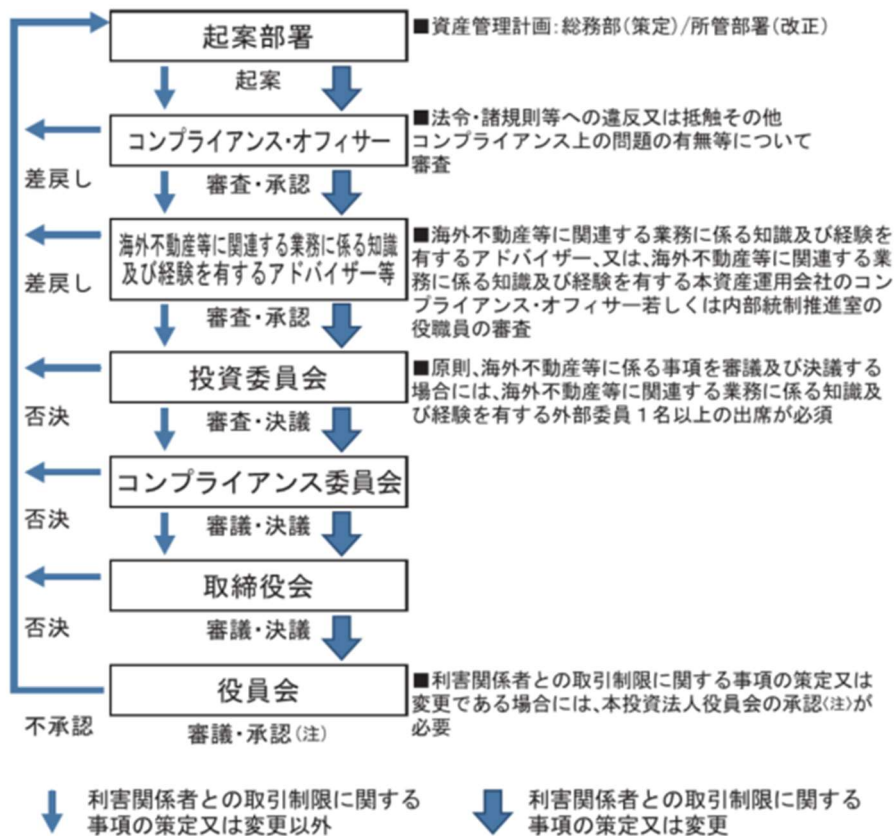 起案部署
■資産管理計画：総務部(策定)/所管部署(改正)
起案
コンプライアンス・オフィサー
■法令・諸規則等への違反又は抵触その他
コンプライアンス上の問題の有無等について
審査
差戻し
審査・承認
海外不動産等に関連する業務に係る知識
及び経験を有するアドバイザー等
■海外不動産等に関連する業務に係る知識及び経験を
有するアドバイザー、又は、海外不動産等に関連する業
務に係る知識及び経験を有する本資産運用会社のコン
プライアンス・オフィサー若しくは内部統制推進室の
役職員の審査
差戻し
審査・承認
投資委員会
■原則、海外不動産等に係る事項を審議及び決議する
場合には、海外不動産等に関連する業務に係る知識及
び経験を有する外部委員１名以上の出席が必須
否決
審査・決議
コンプライアンス委員会
否決
審議・決議
取締役会
否決
審議・決議
役員会
■利害関係者との取引制限に関する事項の策定又は
変更である場合には、本投資法人役員会の承認(注)が
必要
不承認
審議・承認(注)
利害関係者との取引制限に関する
事項の策定又は変更以外
利害関係者との取引制限に関する
事項の策定又は変更